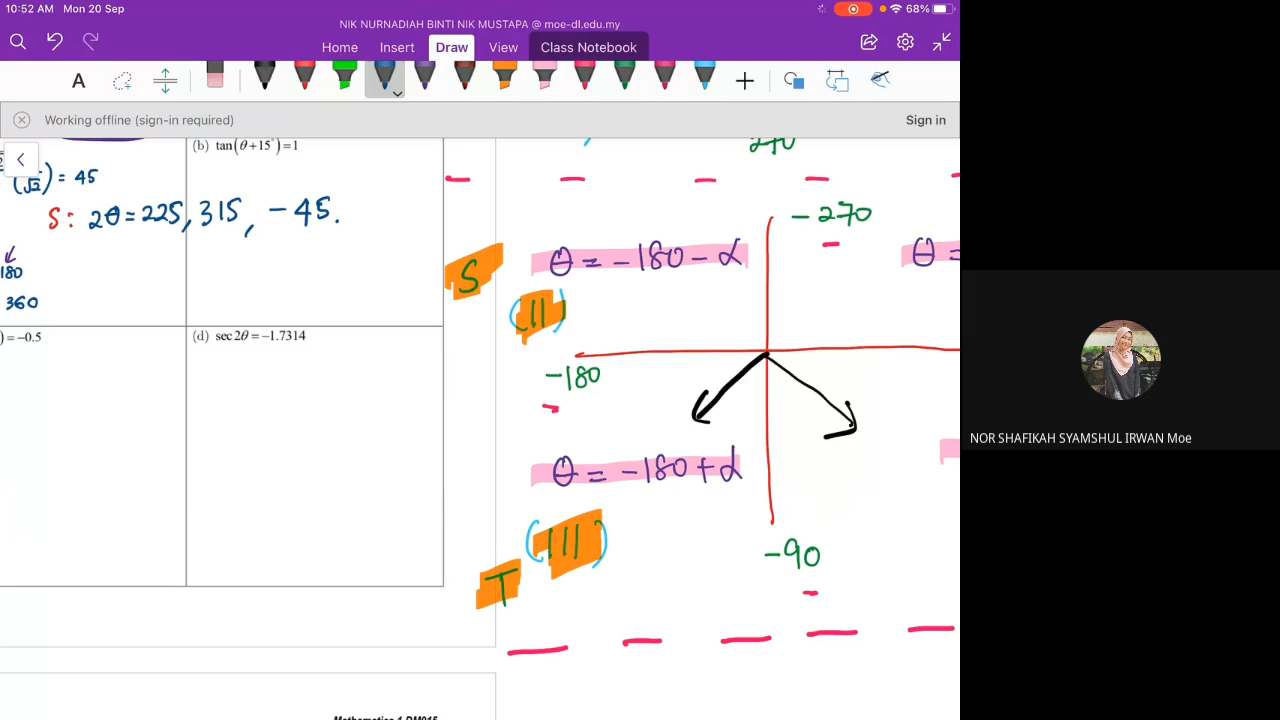 10:52 AM Mon 20 Sep
68%
NIK NURNADIAH BINTI NIK MUSTAPA @ moe-dl.edu.my
Home Insert Draw View Class Notebook
A
Working offline (sign-in required) Sign in
(b) tan(θ+15°)=1
(1/√2) = 45
S: 2θ = 225, 315, -45.
180
360
) = −0.5
(d) sec 2θ = −1.7314
270
-270
S
θ = -180 - α
θ =
(II)
-180
θ = -180 + α
(III)
T
-90
Mathematics 1 DM015
NOR SHAFIKAH SYAMSHUL IRWAN Moe